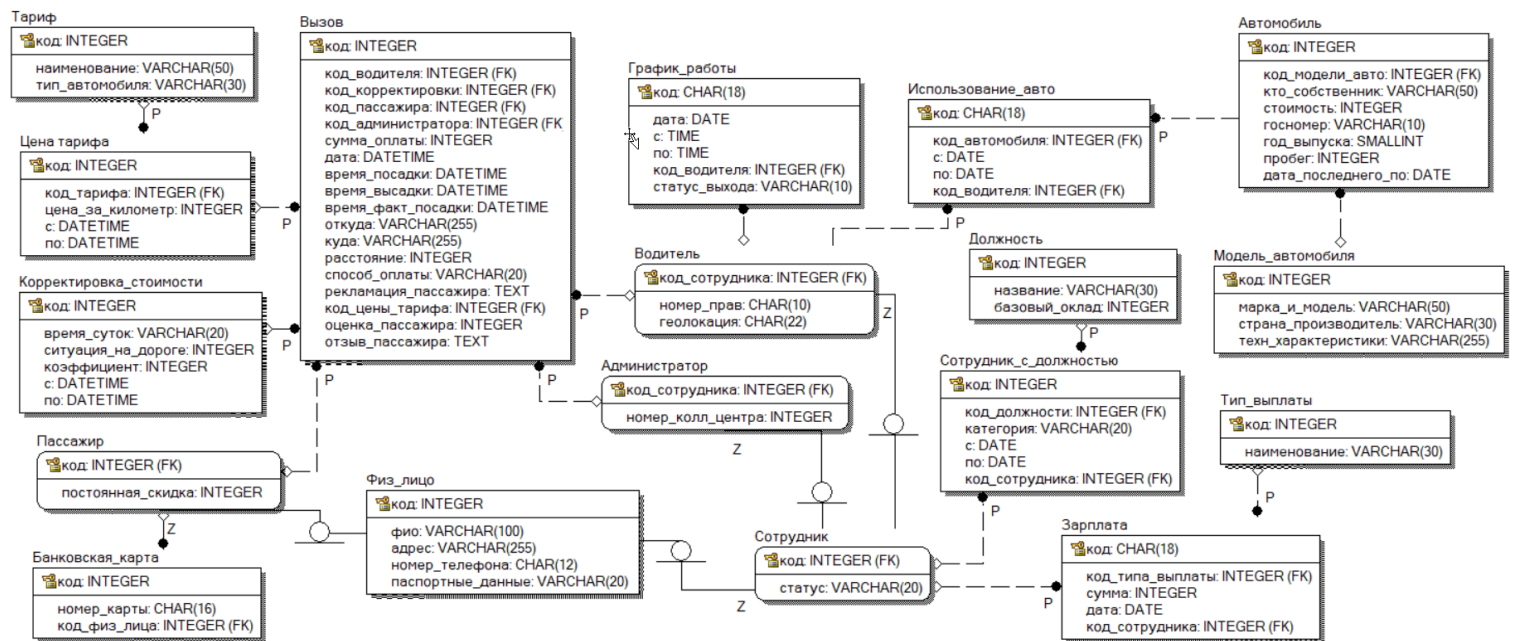 Тариф
код: INTEGER
наименование: VARCHAR(50)
тип_автомобиля: VARCHAR(30)
P
Цена тарифа
код: INTEGER
код_тарифа: INTEGER (FK)
цена_за_километр: INTEGER
с: DATETIME
по: DATETIME
P
Корректировка_стоимости
код: INTEGER
время_суток: VARCHAR(20)
ситуация_на_дороге: INTEGER
коэффициент: INTEGER
с: DATETIME
по: DATETIME
P
Вызов
код: INTEGER
код_водителя: INTEGER (FK)
код_корректировки: INTEGER (FK)
код_пассажира: INTEGER (FK)
код_администратора: INTEGER (FK
сумма_оплаты: INTEGER
дата: DATETIME
время_посадки: DATETIME
время_высадки: DATETIME
время_факт_посадки: DATETIME
откуда: VARCHAR(255)
куда: VARCHAR(255)
расстояние: INTEGER
способ_оплаты: VARCHAR(20)
рекламация_пассажира: TEXT
код_цены_тарифа: INTEGER (FK)
оценка_пассажира: INTEGER
отзыв_пассажира: TEXT
P
P
P
График_работы
код: CHAR(18)
дата: DATE
с: TIME
по: TIME
код_водителя: INTEGER (FK)
статус_выхода: VARCHAR(10)
Использование_авто
код: CHAR(18)
код_автомобиля: INTEGER (FK)
с: DATE
по: DATE
код_водителя: INTEGER (FK)
P
P
Автомобиль
код: INTEGER
код_модели_авто: INTEGER (FK)
кто_собственник: VARCHAR(50)
стоимость: INTEGER
госномер: VARCHAR(10)
год_выпуска: SMALLINT
пробег: INTEGER
дата_последнего_по: DATE
Модель_автомобиля
код: INTEGER
марка_и_модель: VARCHAR(50)
страна_производитель: VARCHAR(30)
техн_характеристики: VARCHAR(255)
Водитель
код_сотрудника: INTEGER (FK)
номер_прав: CHAR(10)
геолокация: CHAR(22)
Z
Должность
код: INTEGER
название: VARCHAR(30)
базовый_оклад: INTEGER
P
Администратор
код_сотрудника: INTEGER (FK)
номер_колл_центра: INTEGER
Z
Сотрудник_с_должностью
код: INTEGER
код_должности: INTEGER (FK)
категория: VARCHAR(20)
с: DATE
по: DATE
код_сотрудника: INTEGER (FK)
P
Тип_выплаты
код: INTEGER
наименование: VARCHAR(30)
P
Пассажир
код: INTEGER (FK)
постоянная_скидка: INTEGER
Z
Банковская_карта
код: INTEGER
номер_карты: CHAR(16)
код_физ_лица: INTEGER (FK)
Физ_лицо
код: INTEGER
фио: VARCHAR(100)
адрес: VARCHAR(255)
номер_телефона: CHAR(12)
паспортные_данные: VARCHAR(20)
Z
Сотрудник
код: INTEGER (FK)
статус: VARCHAR(20)
P
Зарплата
код: CHAR(18)
код_типа_выплаты: INTEGER (FK)
сумма: INTEGER
дата: DATE
код_сотрудника: INTEGER (FK)